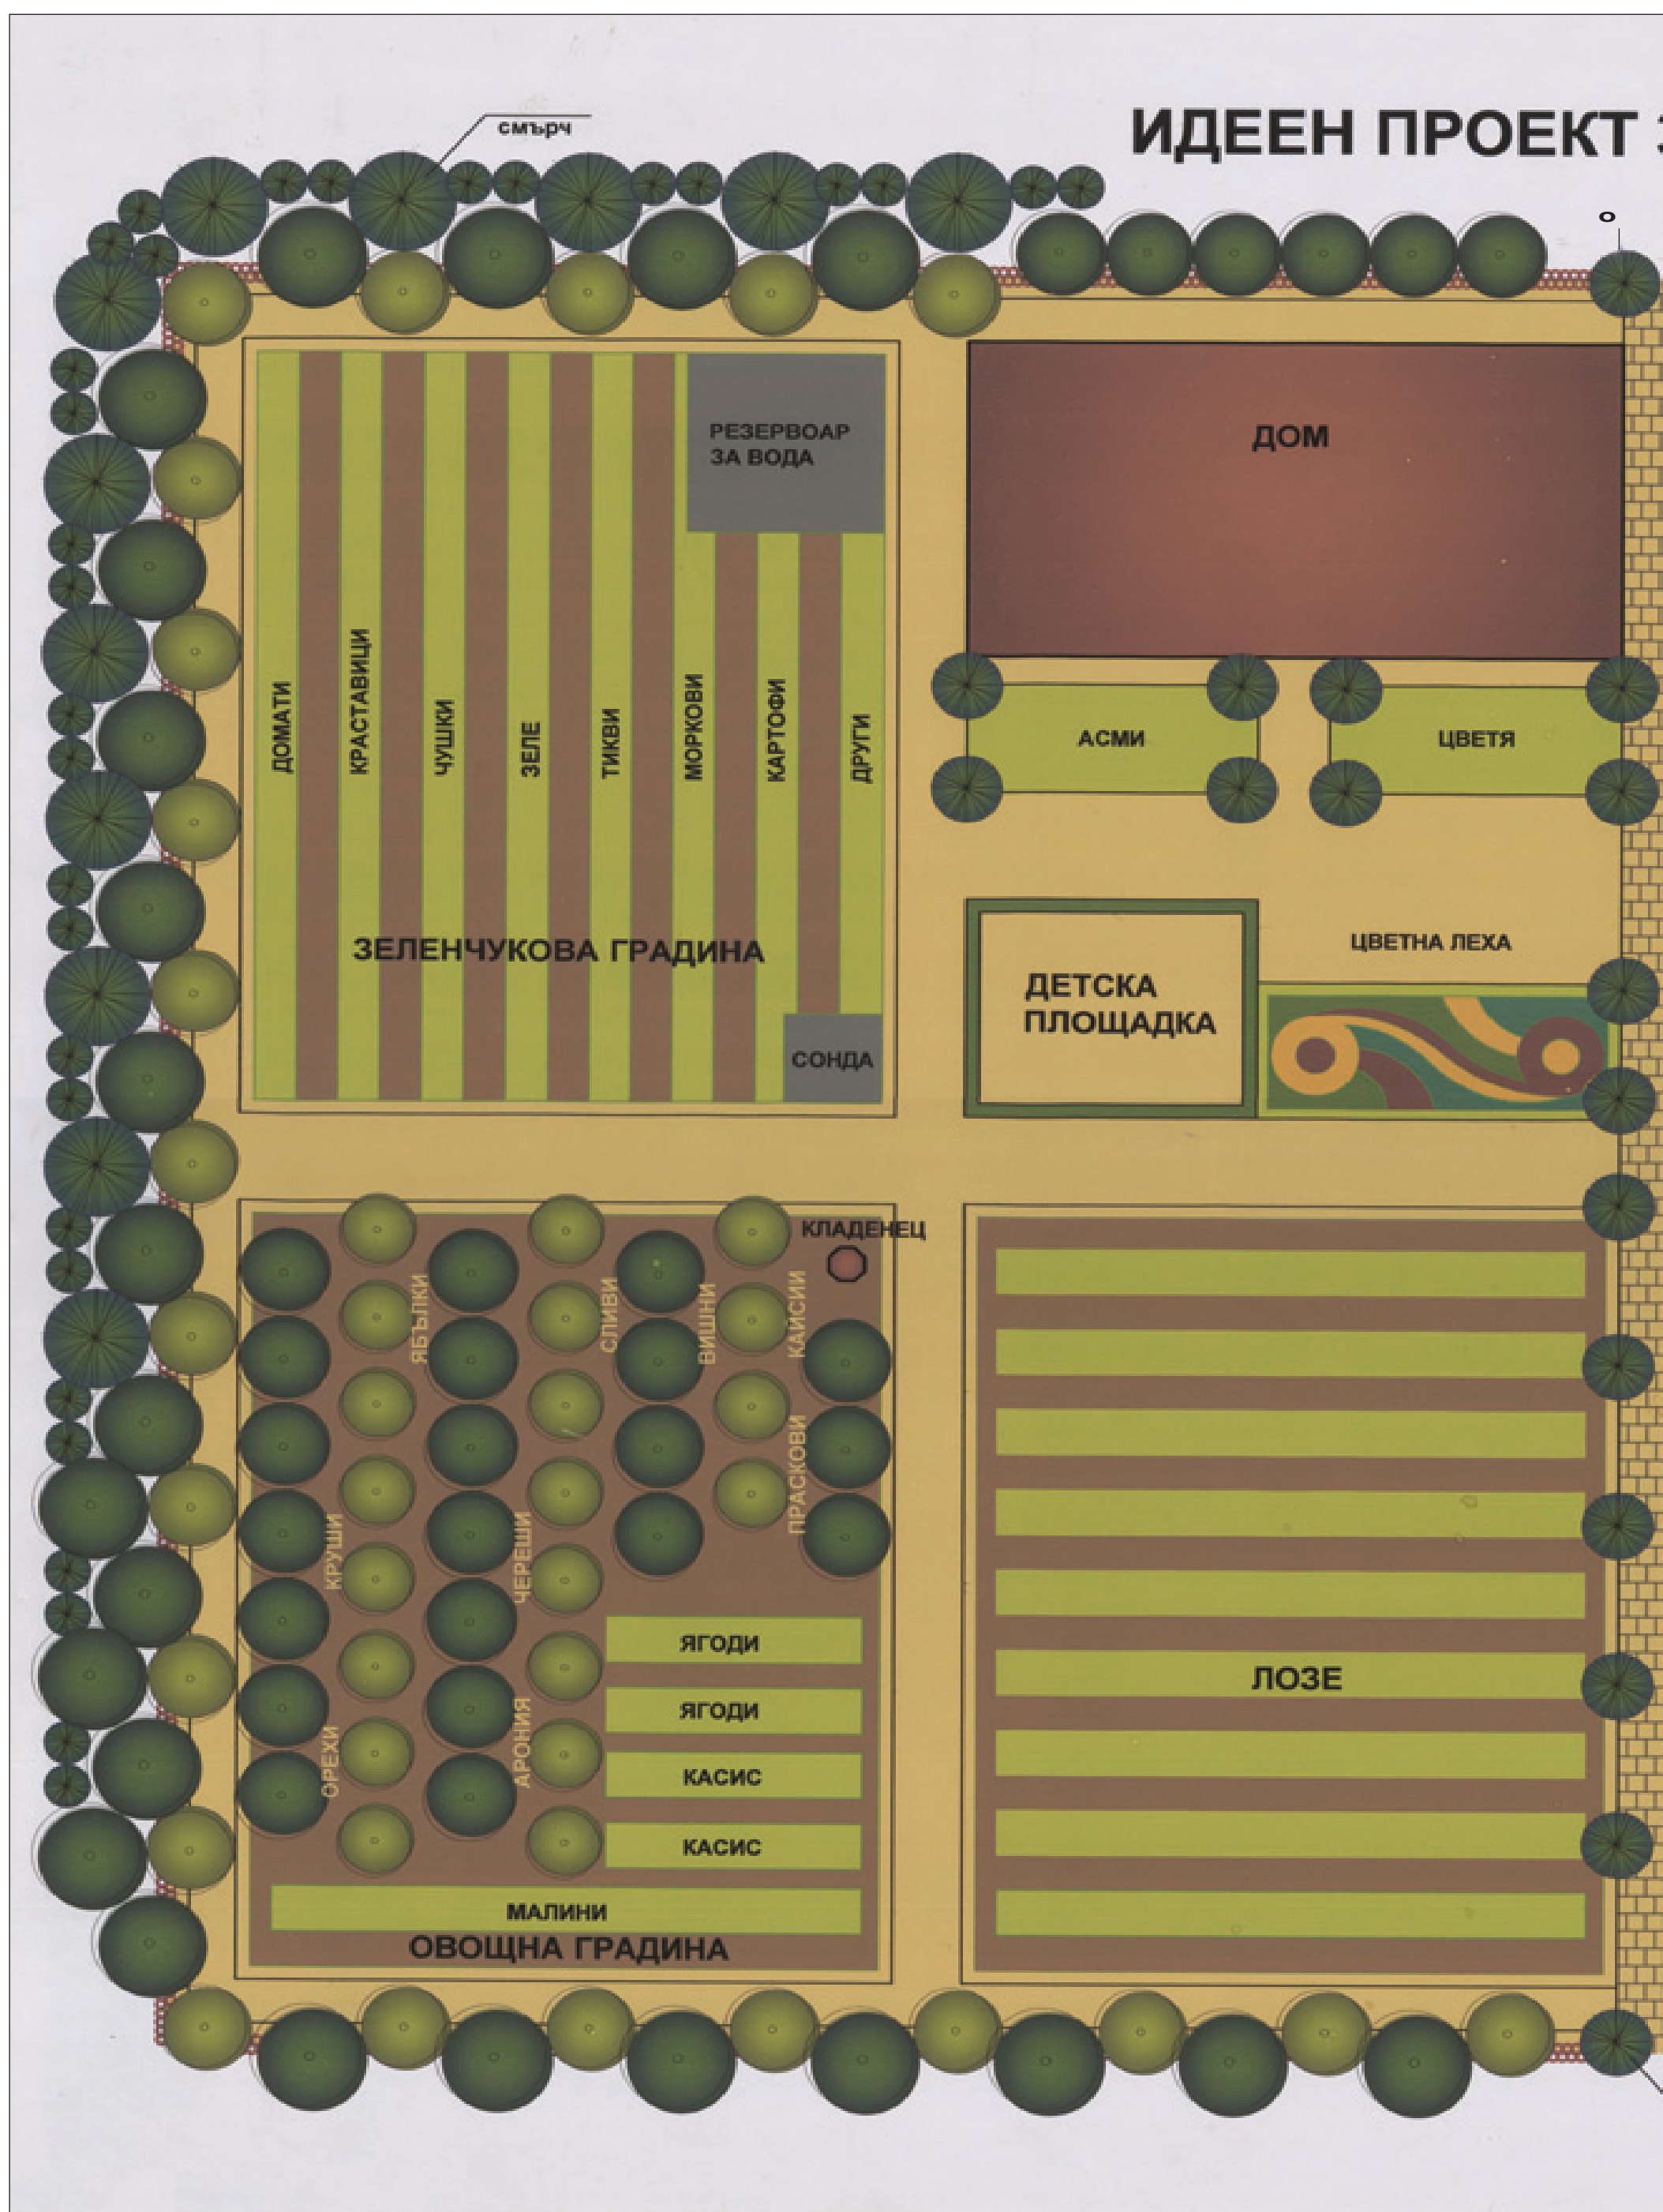 смърч
ИДЕЕН ПРОЕКТ
РЕЗЕРВОАР
ЗА ВОДА
ДОМ
ДОМАТИ
КРАСТАВИЦИ
ЧУШКИ
ЗЕЛЕ
ТИКВИ
МОРКОВИ
КАРТОФИ
ДРУГИ
АСМИ
ЦВЕТЯ
ЗЕЛЕНЧУКОВА ГРАДИНА
ЦВЕТНА ЛЕХА
ДЕТСКА
ПЛОЩАДКА
СОНДА
КЛАДЕНЕЦ
ЯБЪЛКИ
СЛИВИ
ВИШНИ
КАЙСИИ
ПРАСКОВИ
КРУШИ
ЧЕРЕШИ
ОРЕХИ
АРОНИЯ
ЯГОДИ
ЯГОДИ
КАСИС
КАСИС
МАЛИНИ
ОВОЩНА ГРАДИНА
ЛОЗЕ